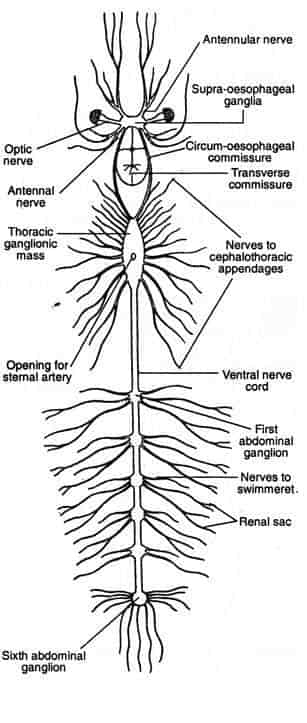 Antennular nerve
Supra-oesophageal
ganglia
Optic
nerve
Circum-oesophageal
commissure
Transverse
commissure
Antennal
nerve
Thoracic
ganglionic
mass
Nerves to
cephalothoracic
appendages
Opening for
sternal artery
Ventral nerve
cord
First
abdominal
ganglion
Nerves to
swimmeret.
Renal sac
Sixth abdominal
ganglion